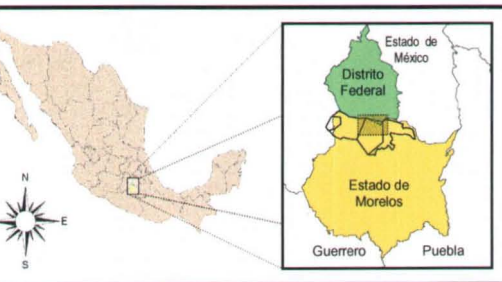 Estado de
México
Distrito
Federal
Estado de
Morelos
Guerrero
Puebla
N
E
S